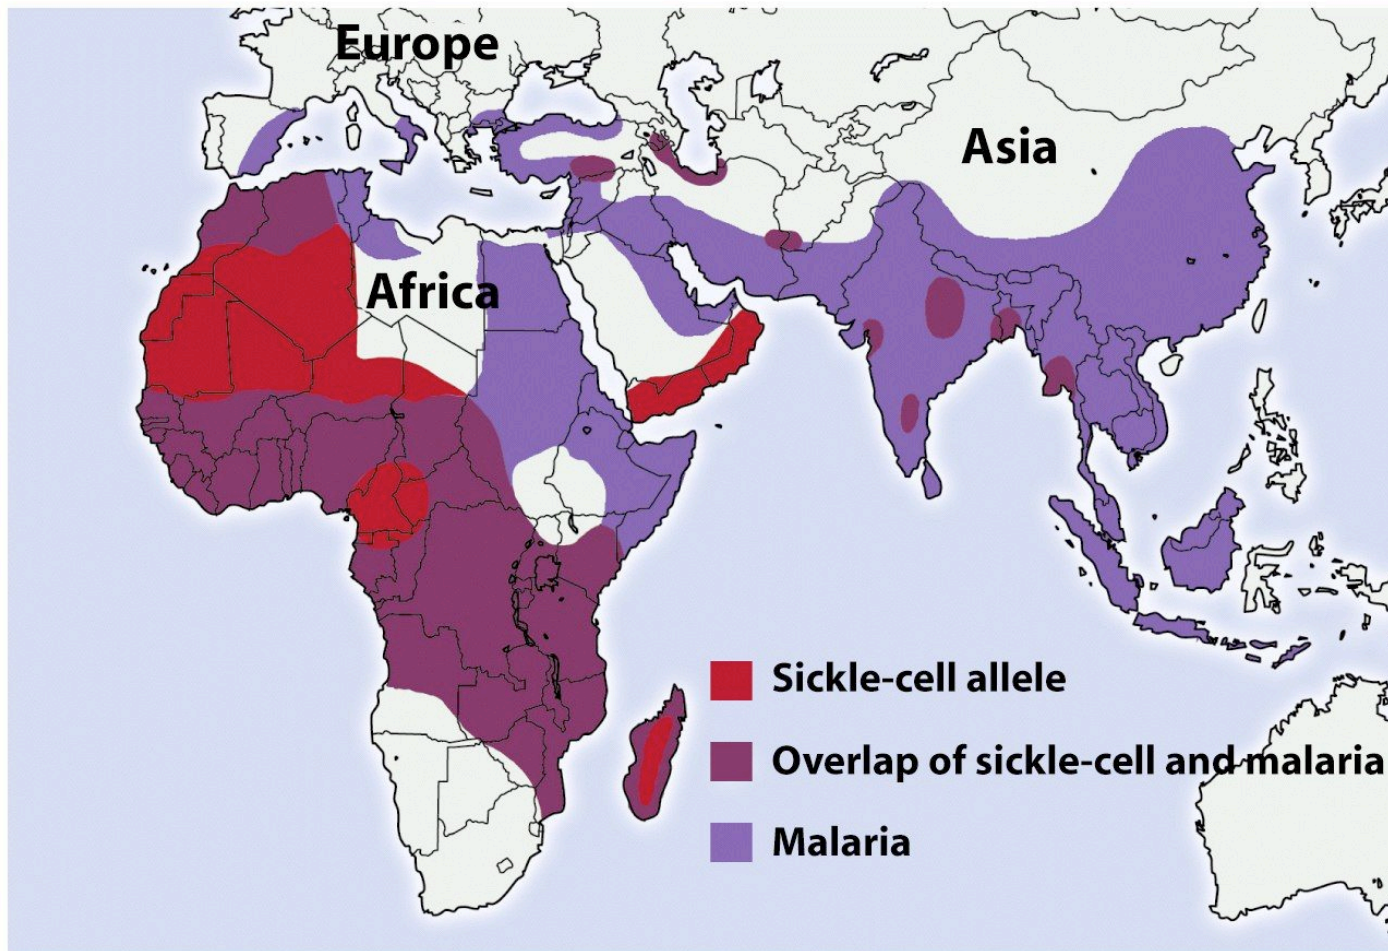 Europe
Asia
Africa
Sickle-cell allele
Overlap of sickle-cell and malaria
Malaria